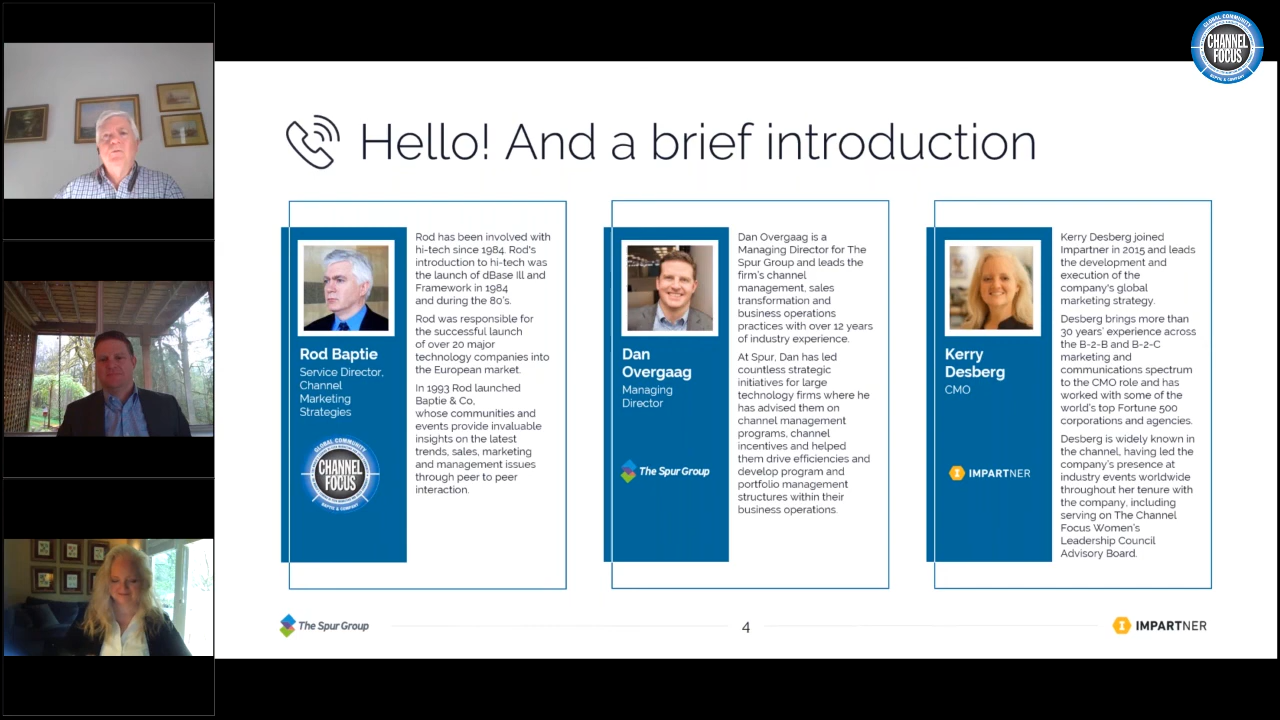 GLOBAL COMMUNITY
CHANNEL
FOCUS
BAPTIE & COMPANY
Hello! And a brief introduction
Rod Baptie
Service Director,
Channel
Marketing
Strategies
GLOBAL COMMUNITY
CHANNEL
FOCUS
BAPTIE & COMPANY
Rod has been involved with
hi-tech since 1984. Rod's
introduction to hi-tech was
the launch of dBase III and
Framework in 1984
and during the 80's.
Rod was responsible for
the successful launch
of over 20 major
technology companies into
the European market.
In 1993 Rod launched
Baptie & Co,
whose communities and
events provide invaluable
insights on the latest
trends, sales, marketing
and management issues
through peer to peer
interaction.
Dan
Overgaag
Managing
Director
The Spur Group
Dan Overgaag is a
Managing Director for The
Spur Group and leads the
firm's channel
management, sales
transformation and
business operations
practices with over 12 years
of industry experience.
At Spur, Dan has led
countless strategic
initiatives for large
technology firms where he
has advised them on
channel management
programs, channel
incentives and helped
them drive efficiencies and
develop program and
portfolio management
structures within their
business operations.
Kerry
Desberg
CMO
IMPARTNER
Kerry Desberg joined
Impartner in 2015 and leads
the development and
execution of the
company's global
marketing strategy.
Desberg brings more than
30 years' experience across
the B-2-B and B-2-C
marketing and
communications spectrum
to the CMO role and has
worked with some of the
world's top Fortune 500
corporations and agencies.
Desberg is widely known in
the channel, having led the
company's presence at
industry events worldwide
throughout her tenure with
the company, including
serving on The Channel
Focus Women's
Leadership Council
Advisory Board.
The Spur Group
4
IMPARTNER